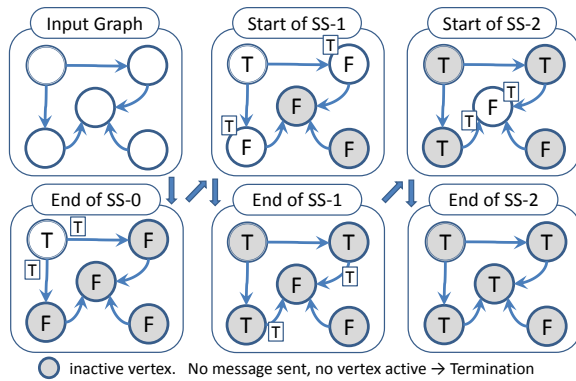 Input Graph
Start of SS-1
Start of SS-2
T
T F
T T
F
T
T F
T
F
F
T F
End of SS-0
End of SS-1
End of SS-2
T
T F
T T
T T
T
F
F
T
T
F F
T
T F
T F
inactive vertex. No message sent, no vertex active → Termination